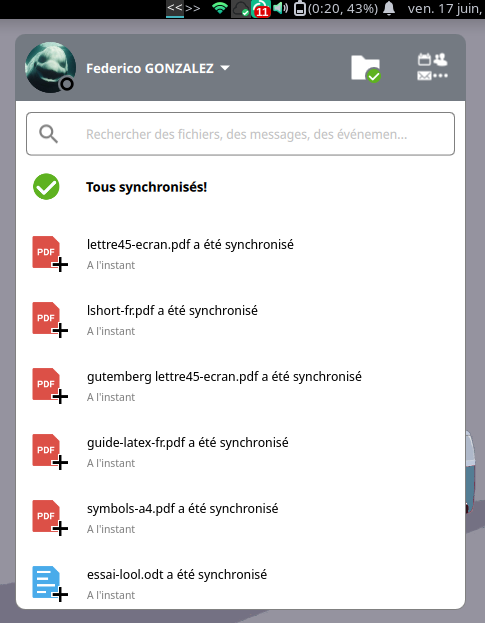 << >> 11 (0:20, 43%) ven. 17 juin,
Federico GONZALEZ
Rechercher des fichiers, des messages, des événemen...
Tous synchronisés!
PDF lettre45-ecran.pdf a été synchronisé
A l'instant
PDF lshort-fr.pdf a été synchronisé
A l'instant
PDF gutemberg lettre45-ecran.pdf a été synchronisé
A l'instant
PDF guide-latex-fr.pdf a été synchronisé
A l'instant
PDF symbols-a4.pdf a été synchronisé
A l'instant
essai-lool.odt a été synchronisé
A l'instant